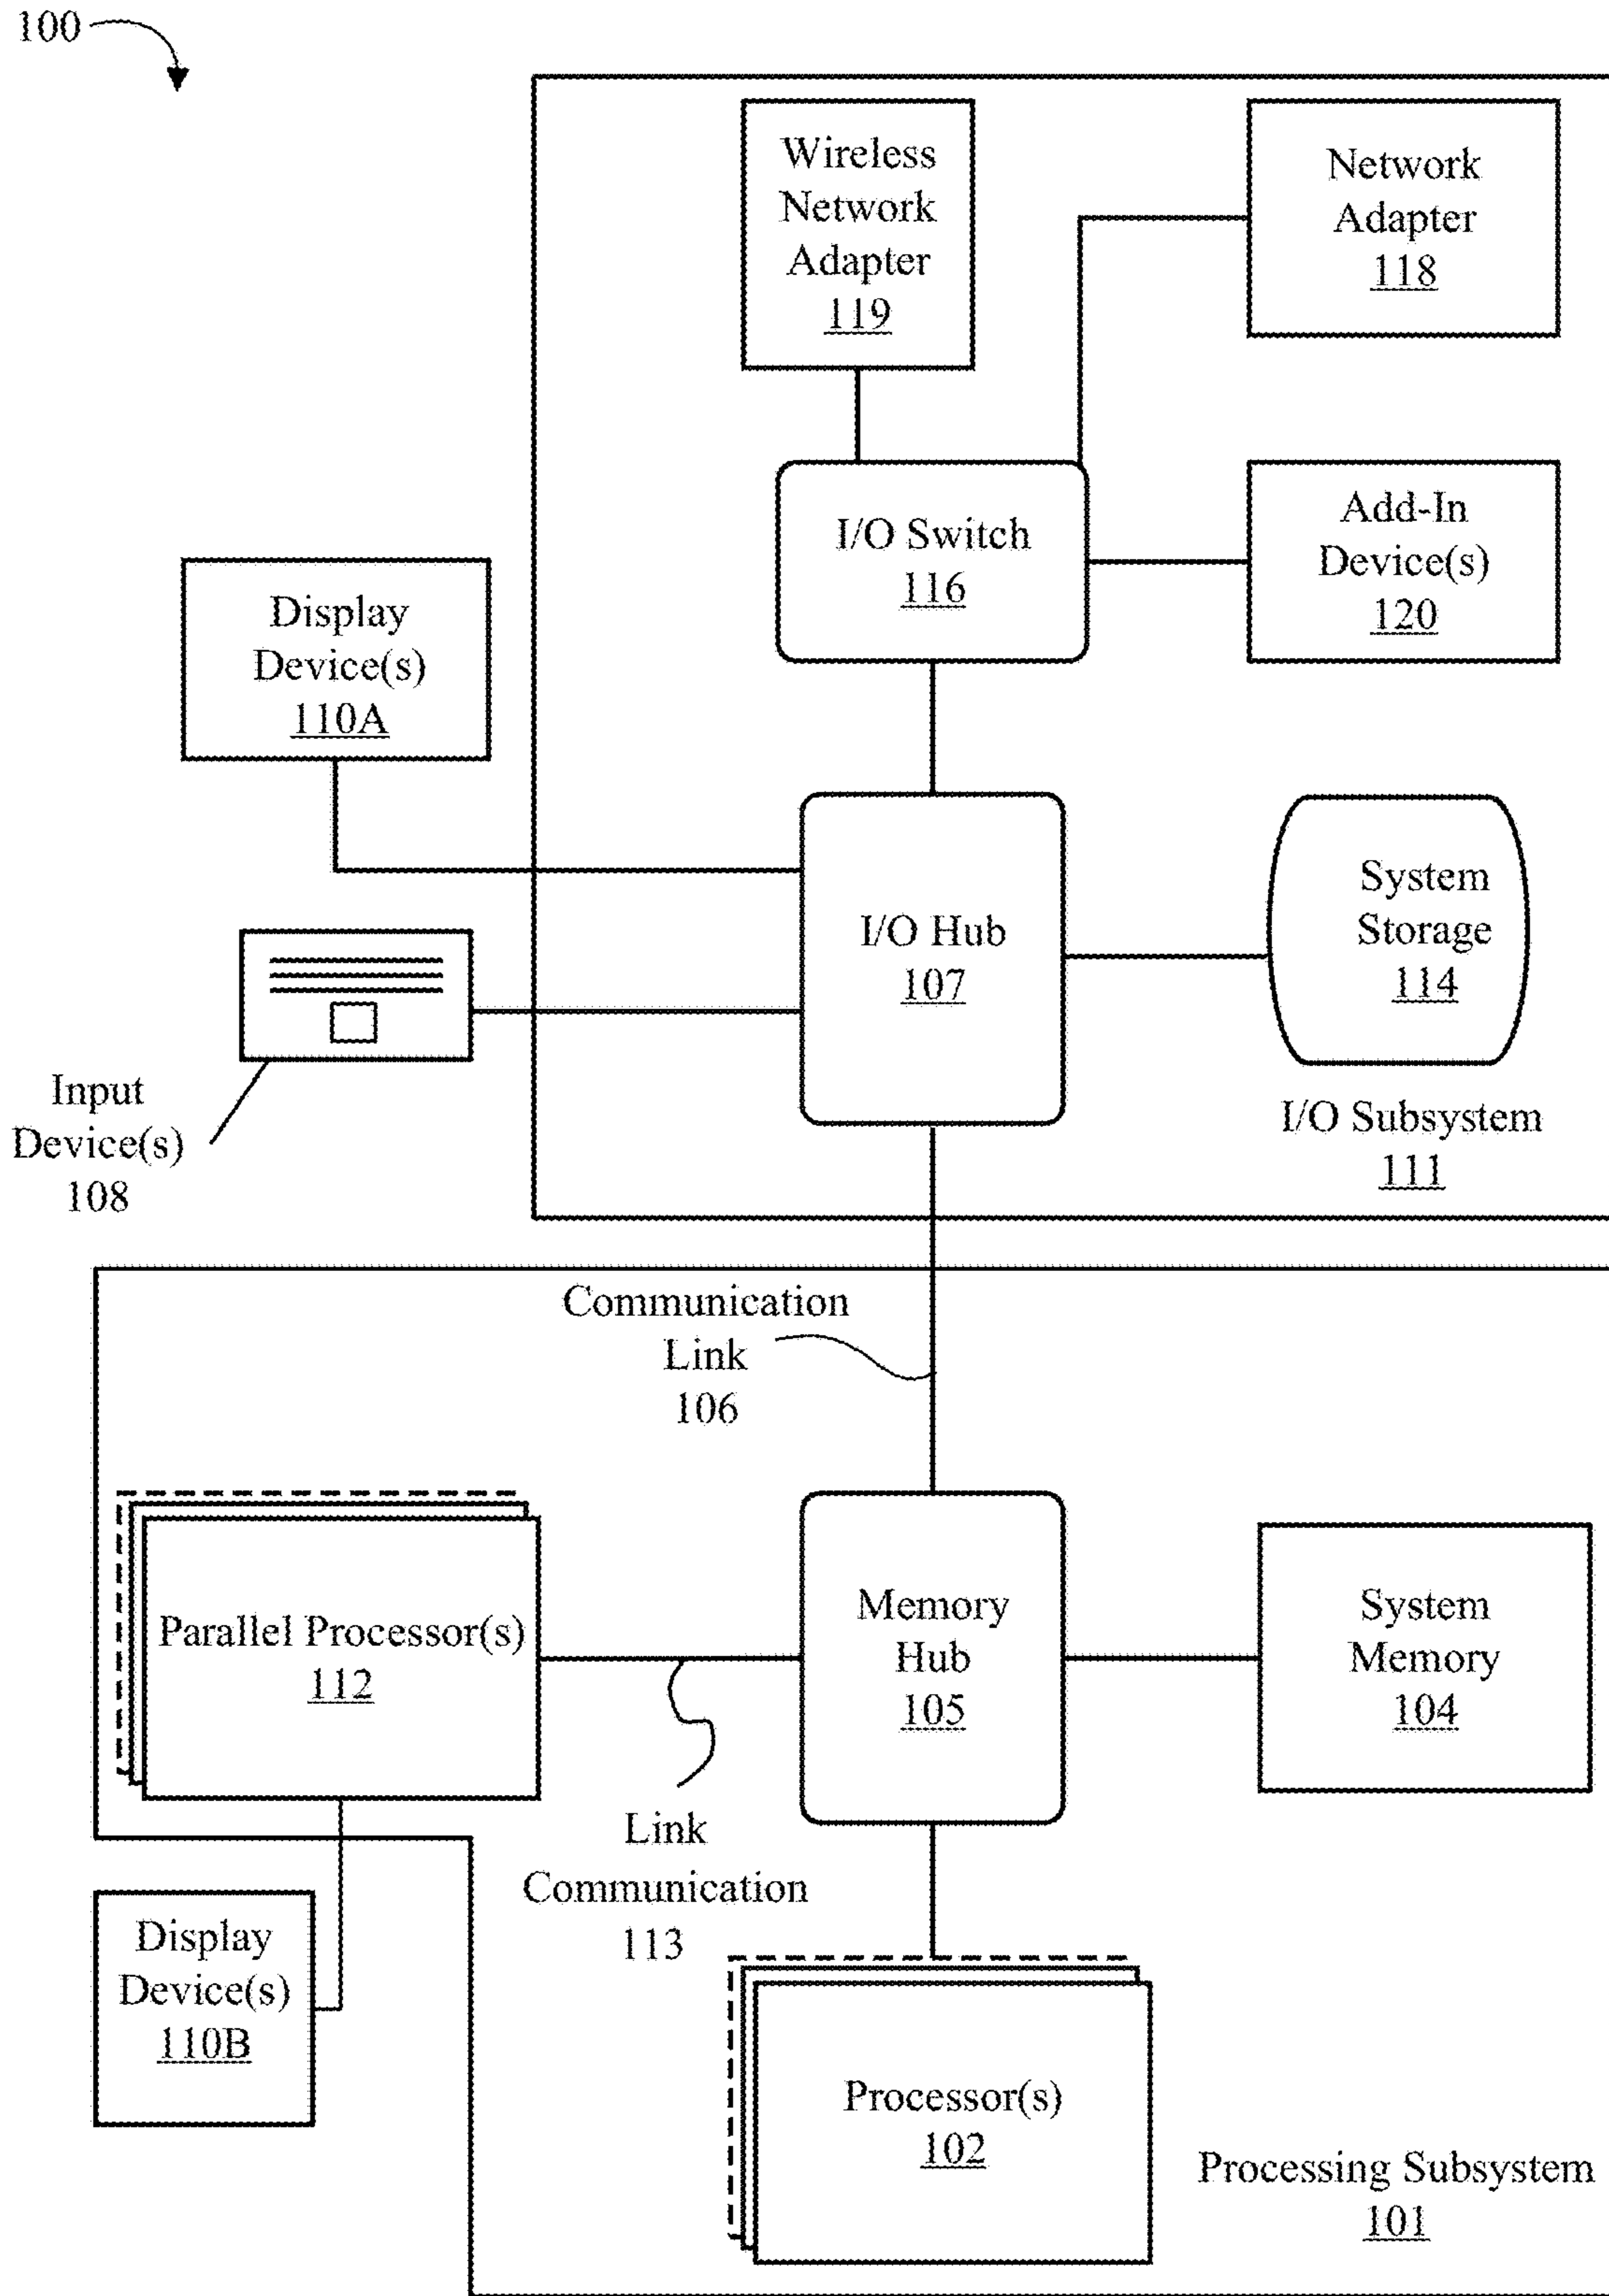 100
Wireless
Network
Adapter
119
Network
Adapter
118
I/O Switch
116
Add-In
Device(s)
120
Display
Device(s)
110A
I/O Hub
107
System
Storage
114
Input
Device(s)
108
I/O Subsystem
111
Communication
Link
106
Parallel Processor(s)
112
Memory
Hub
105
System
Memory
104
Link
Communication
113
Display
Device(s)
110B
Processor(s)
102
Processing Subsystem
101